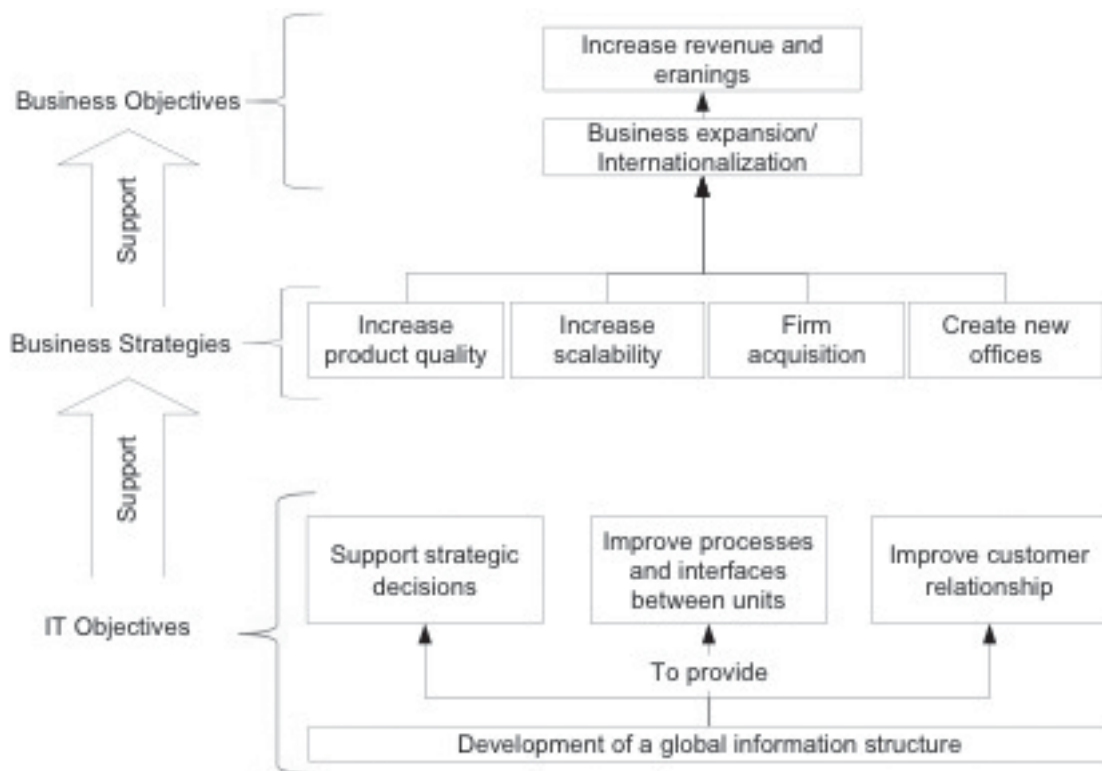 Increase revenue and
eranings
Business Objectives
Business expansion/
Internationalization
Support
Business Strategies
Increase
product quality
Increase
scalability
Firm
acquisition
Create new
offices
Support
IT Objectives
Support strategic
decisions
Improve processes
and interfaces
between units
Improve customer
relationship
To provide
Development of a global information structure